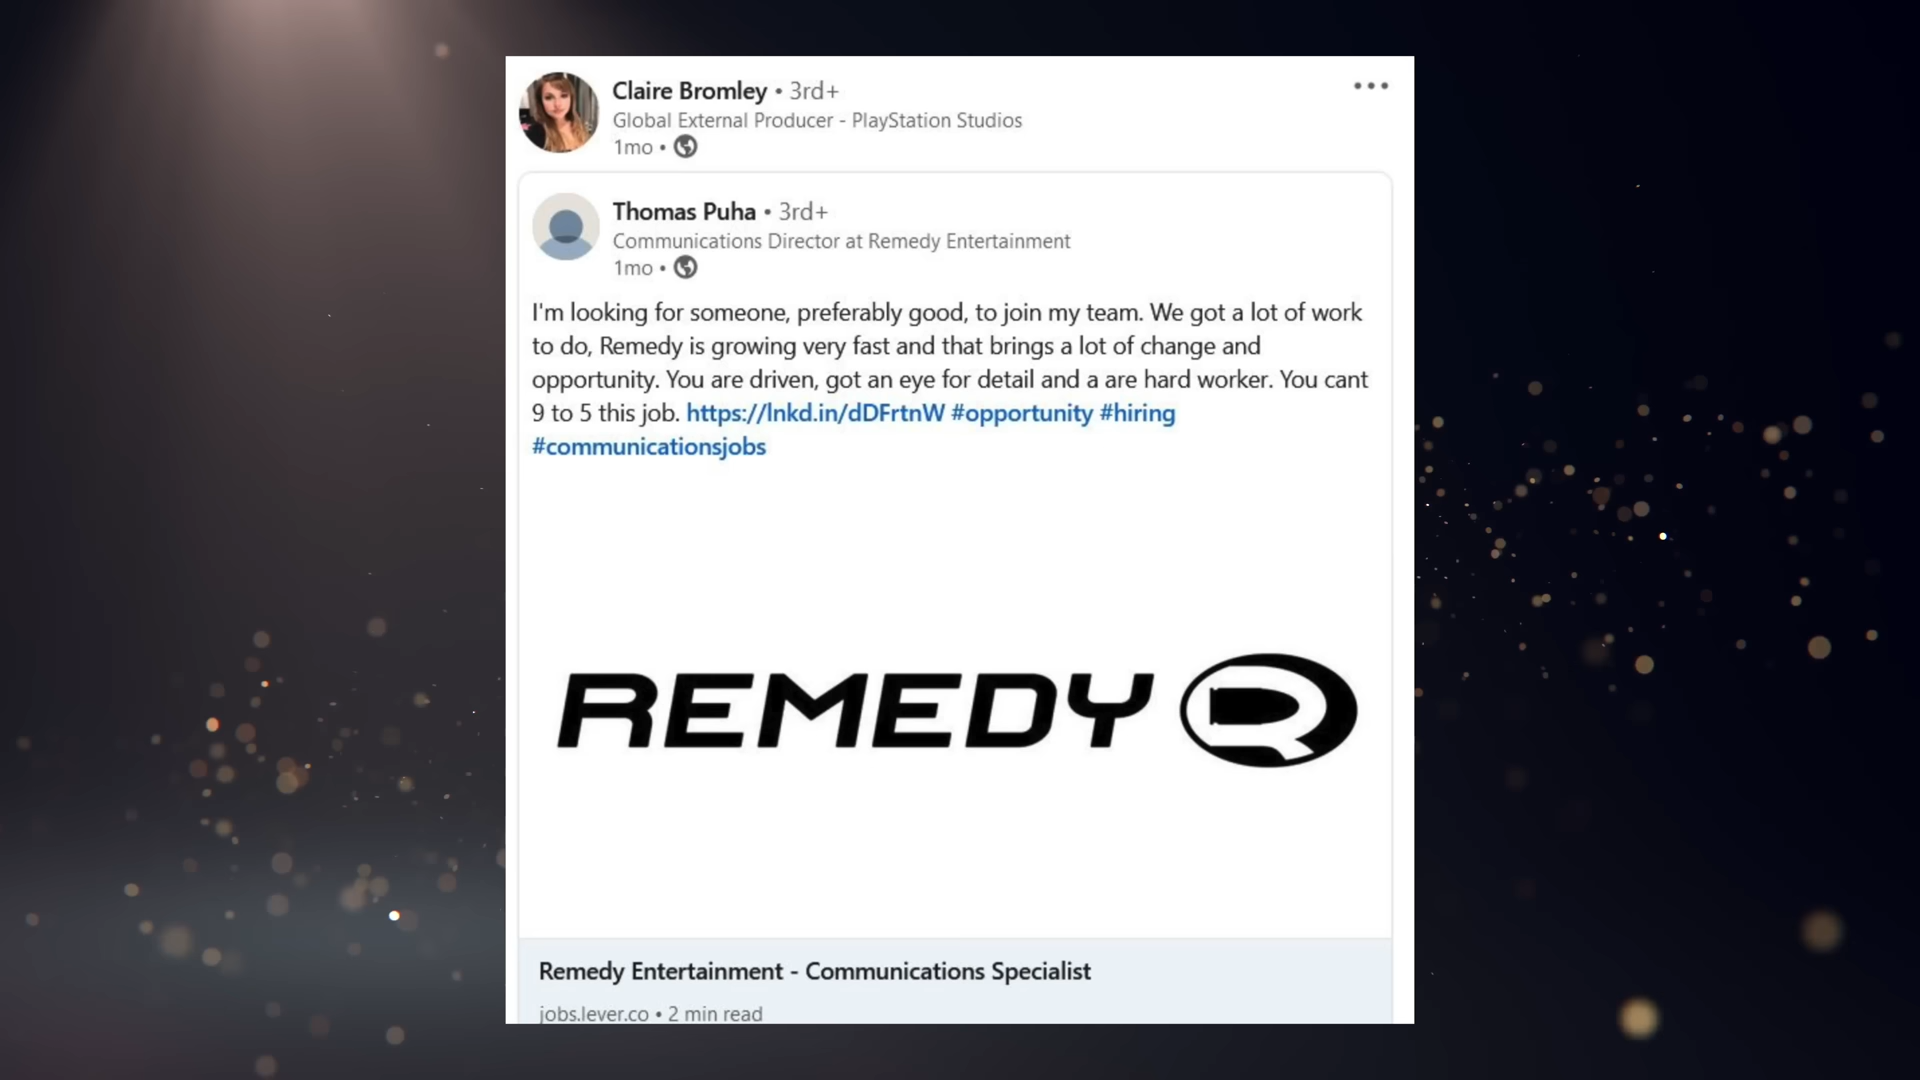 Claire Bromley • 3rd+
Global External Producer - PlayStation Studios
1mo •
Thomas Puha • 3rd+
Communications Director at Remedy Entertainment
1mo •
I'm looking for someone, preferably good, to join my team. We got a lot of work
to do, Remedy is growing very fast and that brings a lot of change and
opportunity. You are driven, got an eye for detail and a are hard worker. You cant
9 to 5 this job. https://lnkd.in/dDFrtnW #opportunity #hiring
#communicationsjobs
REMEDY
Remedy Entertainment - Communications Specialist
jobs.lever.co • 2 min read